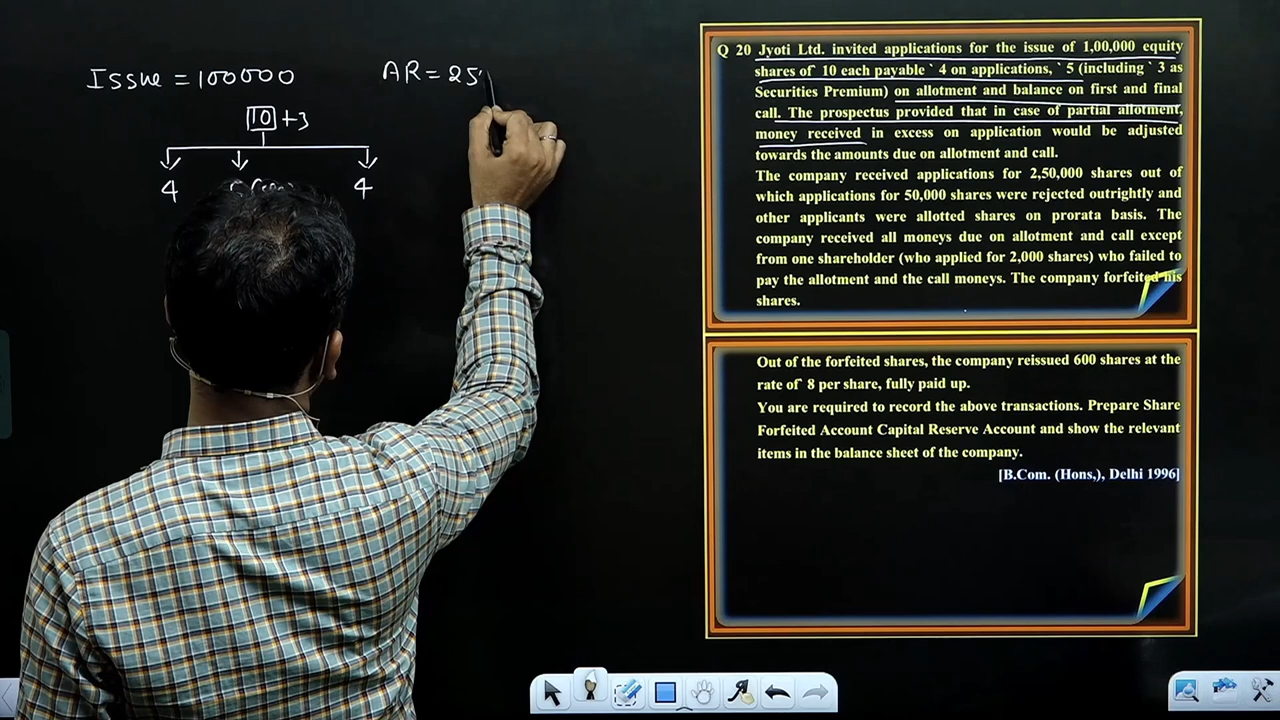 Issue = 100000
AR = 25
10 +3
4
4
Q 20 Jyoti Ltd. invited applications for the issue of 1,00,000 equity
shares of 10 each payable ` 4 on applications, ` 5 (including ` 3 as
Securities Premium) on allotment and balance on first and final
call. The prospectus provided that in case of partial allotment,
money received in excess on application would be adjusted
towards the amounts due on allotment and call.
The company received applications for 2,50,000 shares out of
which applications for 50,000 shares were rejected outrightly and
other applicants were allotted shares on prorata basis. The
company received all moneys due on allotment and call except
from one shareholder (who applied for 2,000 shares) who failed to
pay the allotment and the call moneys. The company forfeited his
shares.
Out of the forfeited shares, the company reissued 600 shares at the
rate of ` 8 per share, fully paid up.
You are required to record the above transactions. Prepare Share
Forfeited Account Capital Reserve Account and show the relevant
items in the balance sheet of the company.
[B.Com. (Hons,), Delhi 1996]